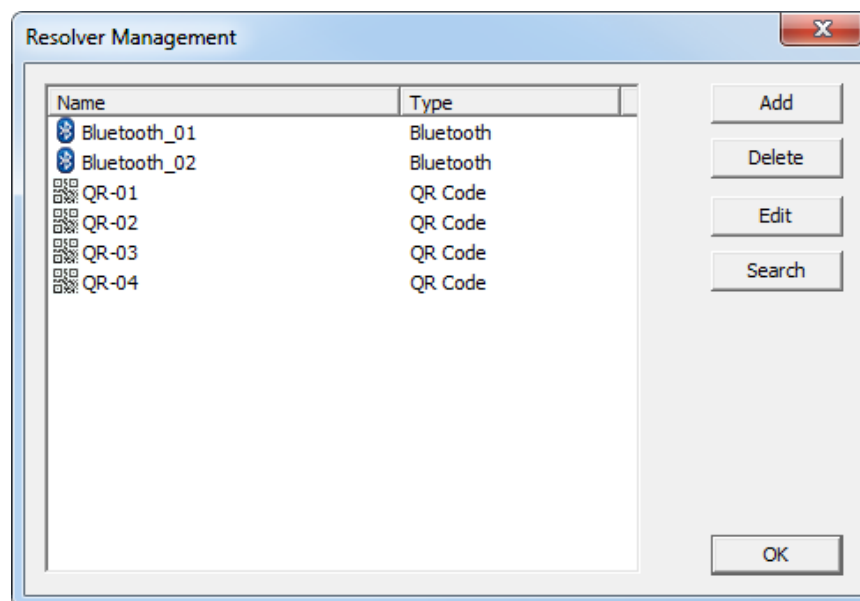 Resolver Management
Name Type
Bluetooth_01 Bluetooth
Bluetooth_02 Bluetooth
QR-01 QR Code
QR-02 QR Code
QR-03 QR Code
QR-04 QR Code
Add
Delete
Edit
Search
OK